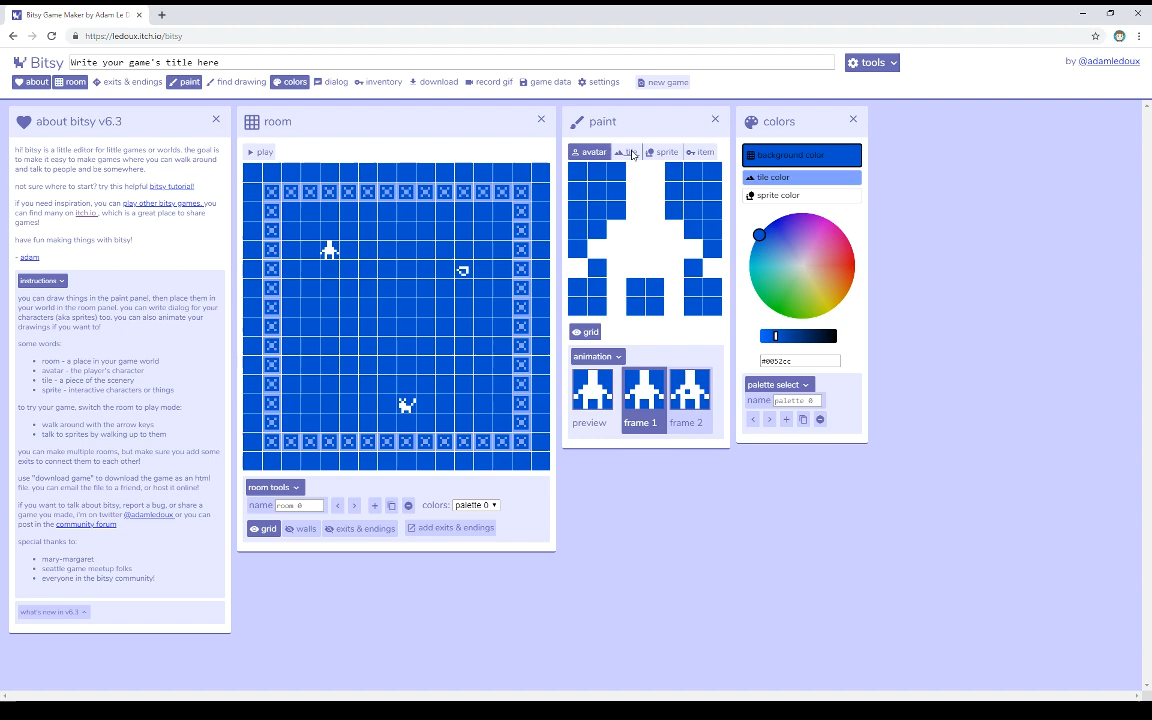 Bitsy Game Maker by Adam Le D
https://ledoux.itch.io/bitsy
Bitsy
Write your game's title here
tools
by @adamledoux
about
room
exits & endings
paint
find drawing
colors
dialog
inventory
download
record gif
game data
settings
new game
about bitsy v6.3
hi! bitsy is a little editor for little games or worlds. the goal is
to make it easy to make games where you can walk around
and talk to people and be somewhere.
not sure where to start? try this helpful bitsy tutorial!
if you need inspiration, you can play other bitsy games. you
can find many on itch.io , which is a great place to share
games!
have fun making things with bitsy!
- adam
instructions
you can draw things in the paint panel, then place them in
your world in the room panel. you can write dialog for your
characters (aka sprites) too. you can also animate your
drawings if you want to!
some words:
room - a place in your game world
avatar - the player's character
tile - a piece of the scenery
sprite - interactive characters or things
to try your game, switch the room to play mode:
walk around with the arrow keys
talk to sprites by walking up to them
you can make multiple rooms, but make sure you add some
exits to connect them to each other!
use "download game" to download the game as an html
file. you can email the file to a friend, or host it online!
if you want to talk about bitsy, report a bug, or share a
game you made, i'm on twitter @adamledoux or you can
post in the community forum
special thanks to:
mary-margaret
seattle game meetup folks
everyone in the bitsy community!
what's new in v6.3
room
play
room tools
name room 0
colors: palette 0
grid
walls
exits & endings
add exits & endings
paint
avatar
sprite
item
grid
animation
preview
frame 1
frame 2
colors
background color
tile color
sprite color
#0052cc
palette select
name palette 0